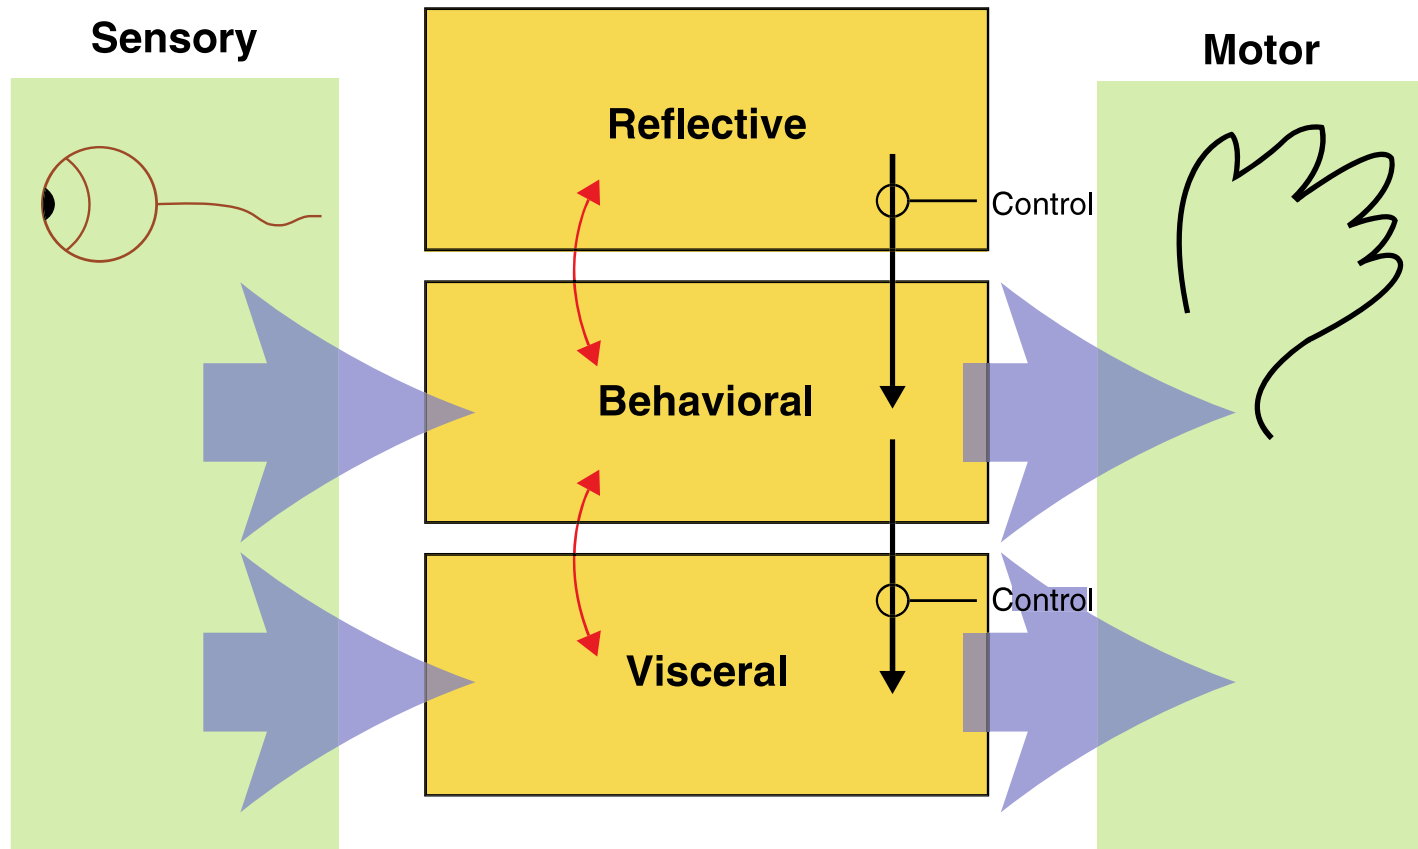 Sensory
Motor
Reflective
Control
Behavioral
Control
Visceral